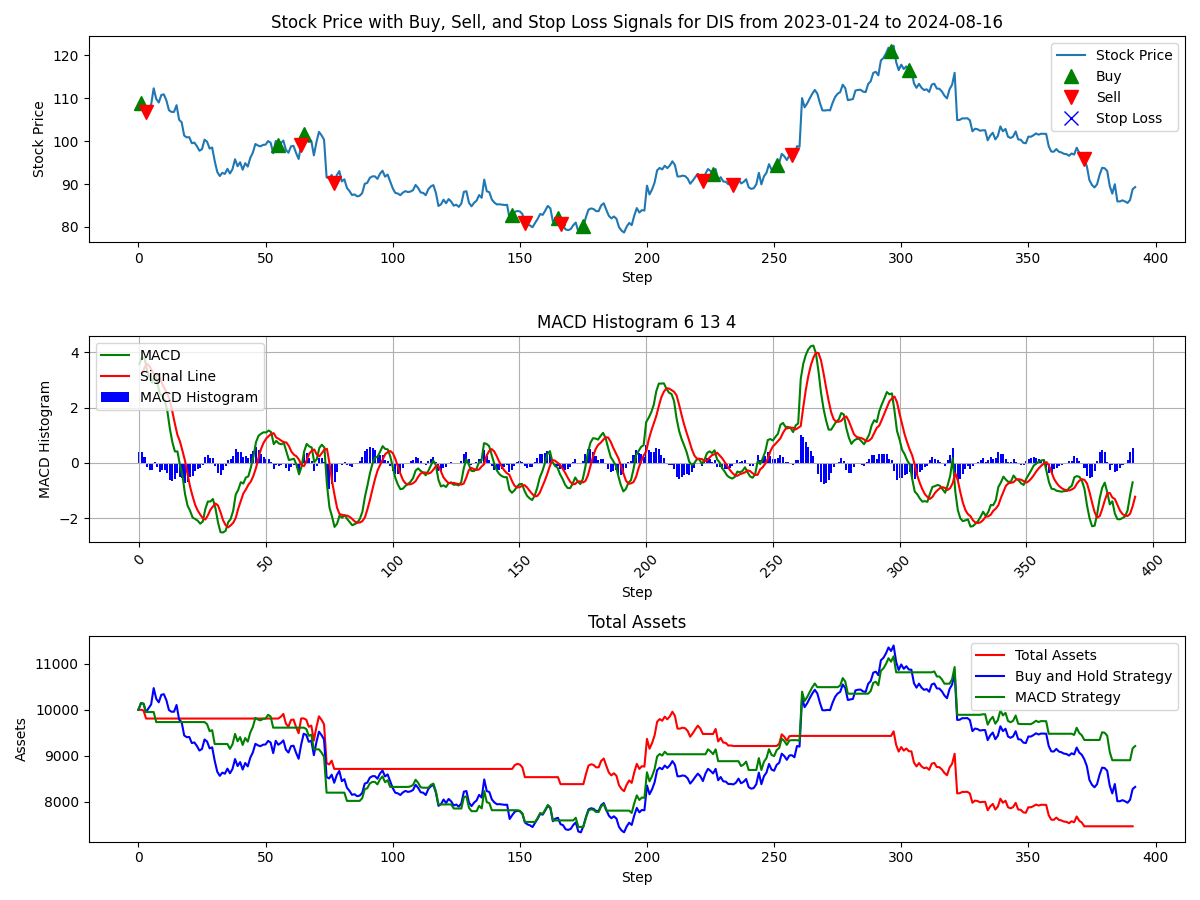 Stock Price with Buy, Sell, and Stop Loss Signals for DIS from 2023-01-24 to 2024-08-16
Stock Price
120
110
100
90
80
Stock Price
Buy
Sell
Stop Loss
0 50 100 150 200 250 300 350 400
Step
MACD Histogram 6 13 4
MACD Histogram
4
2
0
−2
MACD
Signal Line
MACD Histogram
0 50 100 150 200 250 300 350 400
Step
Total Assets
Assets
11000
10000
9000
8000
Total Assets
Buy and Hold Strategy
MACD Strategy
0 50 100 150 200 250 300 350 400
Step